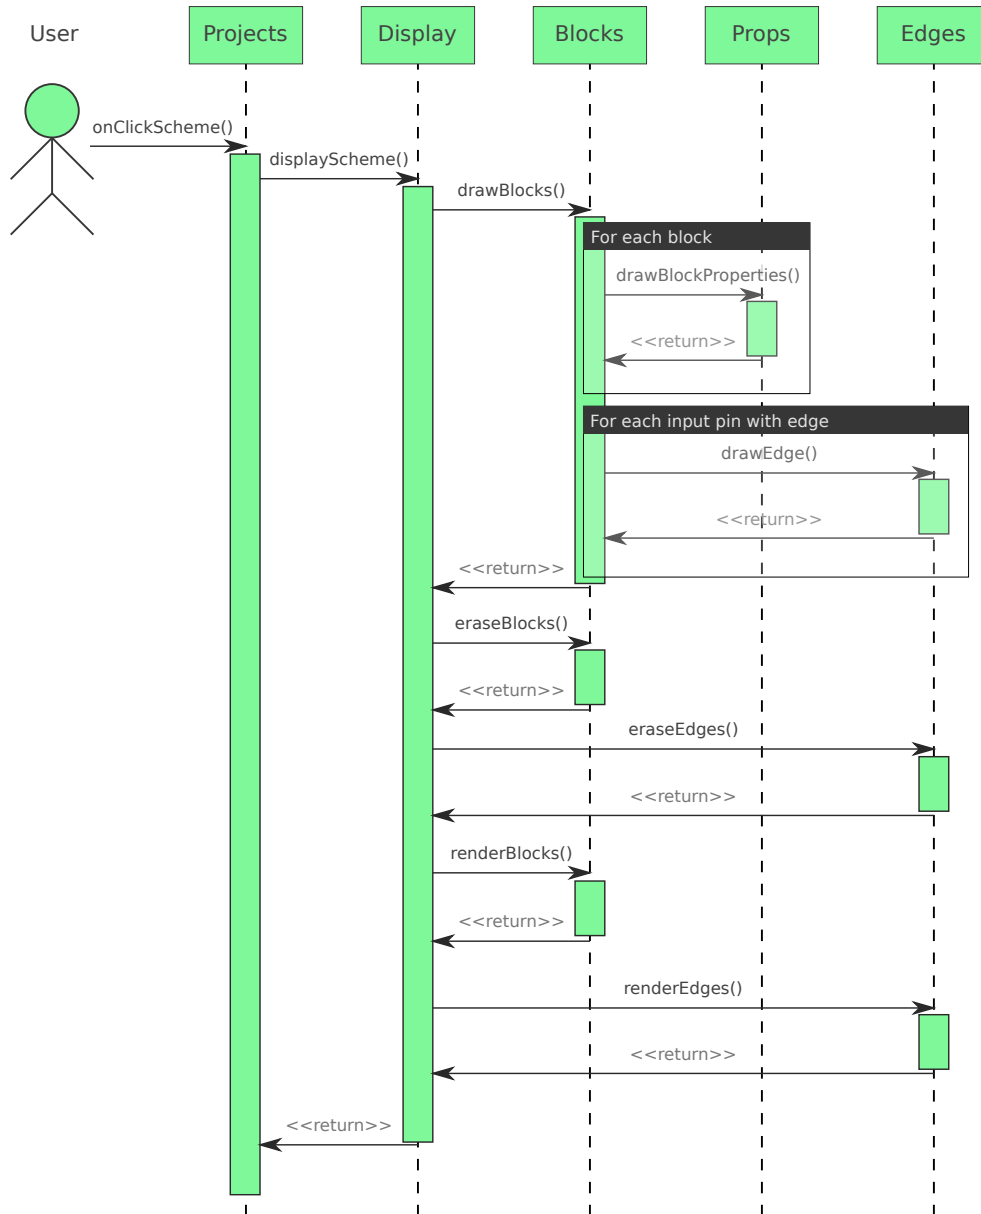 User
Projects
Display
Blocks
Props
Edges
onClickScheme()
displayScheme()
drawBlocks()
For each block
drawBlockProperties()
<<return>>
For each input pin with edge
drawEdge()
<<return>>
<<return>>
eraseBlocks()
<<return>>
eraseEdges()
<<return>>
renderBlocks()
<<return>>
renderEdges()
<<return>>
<<return>>